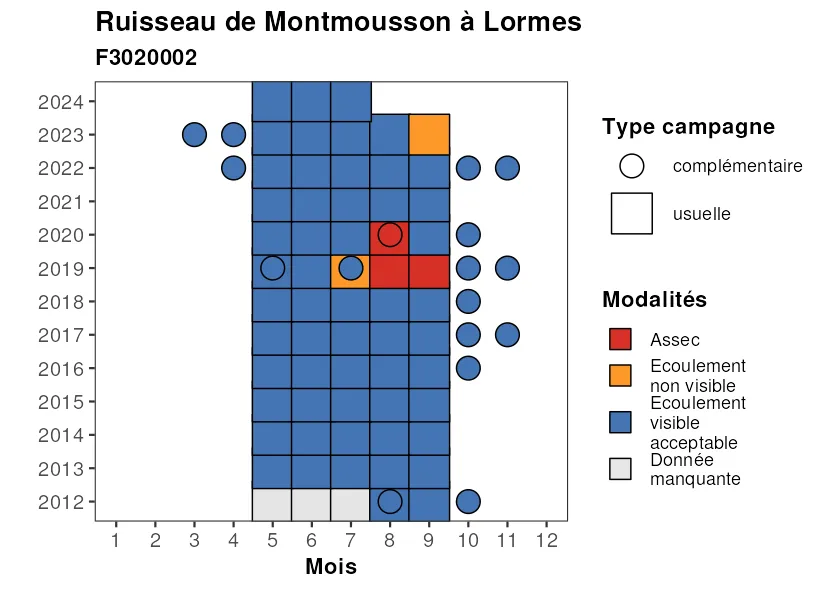 Ruisseau de Montmousson à Lormes
F3020002
2024
2023
2022
2021
2020
2019
2018
2017
2016
2015
2014
2013
2012
1 2 3 4 5 6 7 8 9 10 11 12
Mois
Type campagne
complémentaire
usuelle
Modalités
Assec
Ecoulement
non visible
Ecoulement
visible
acceptable
Donnée
manquante